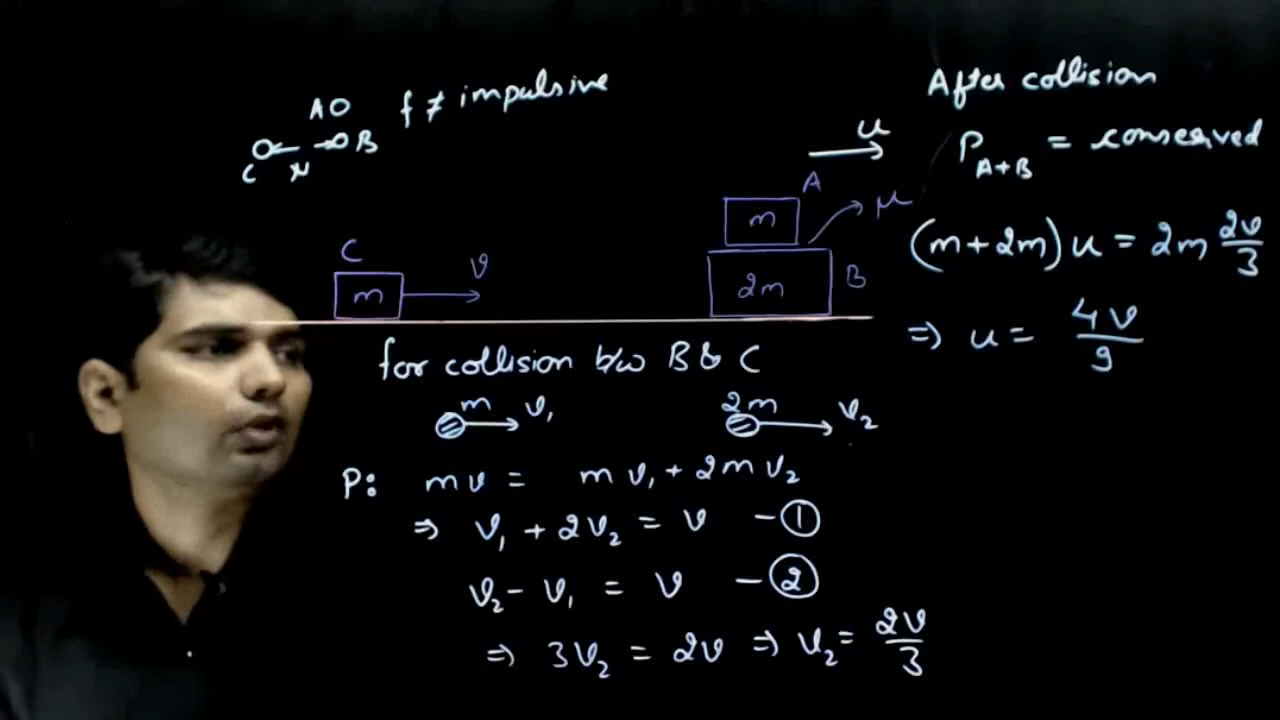 AO f ≠ impulsive
C N B
After collision
P_{A+B} = conserved
u
A
m
μ
C
v
m
2m
B
(m+2m)u = 2m 2v/3
⇒ u = 4v/9
for collision b/w B & C
m v₁ 2m v₂
P: mv = mv₁ + 2mv₂
⇒ v₁ + 2v₂ = v - ①
v₂ - v₁ = v - ②
⇒ 3v₂ = 2v ⇒ v₂ = 2v/3